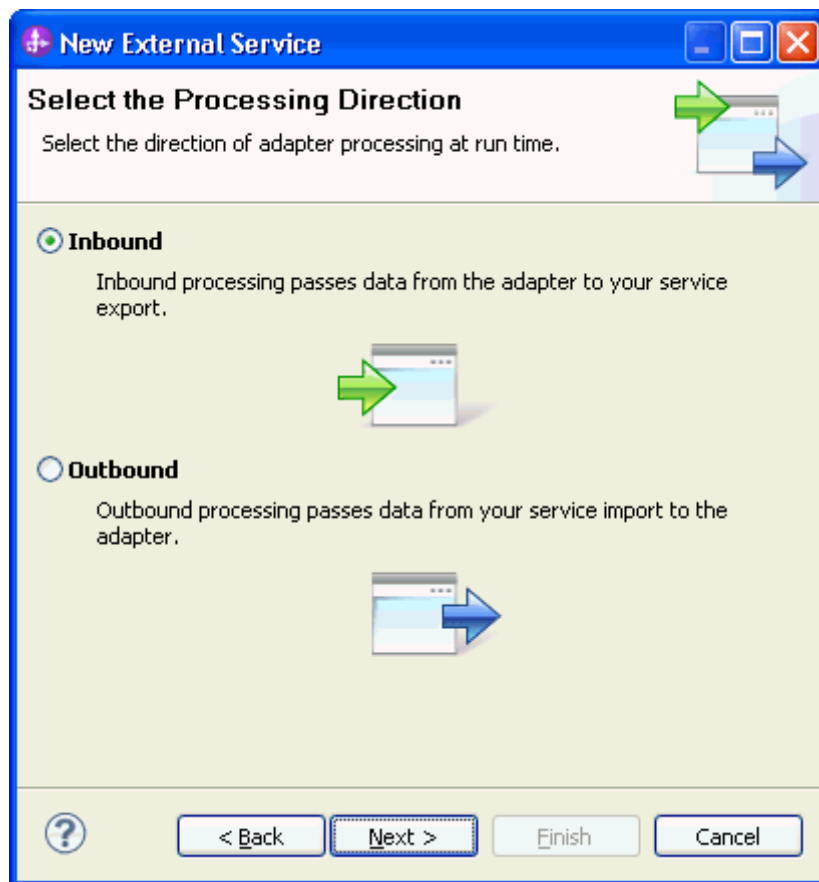 New External Service
Select the Processing Direction
Select the direction of adapter processing at run time.
Inbound
Inbound processing passes data from the adapter to your service
export.
Outbound
Outbound processing passes data from your service import to the
adapter.
?
< Back
Next >
Finish
Cancel